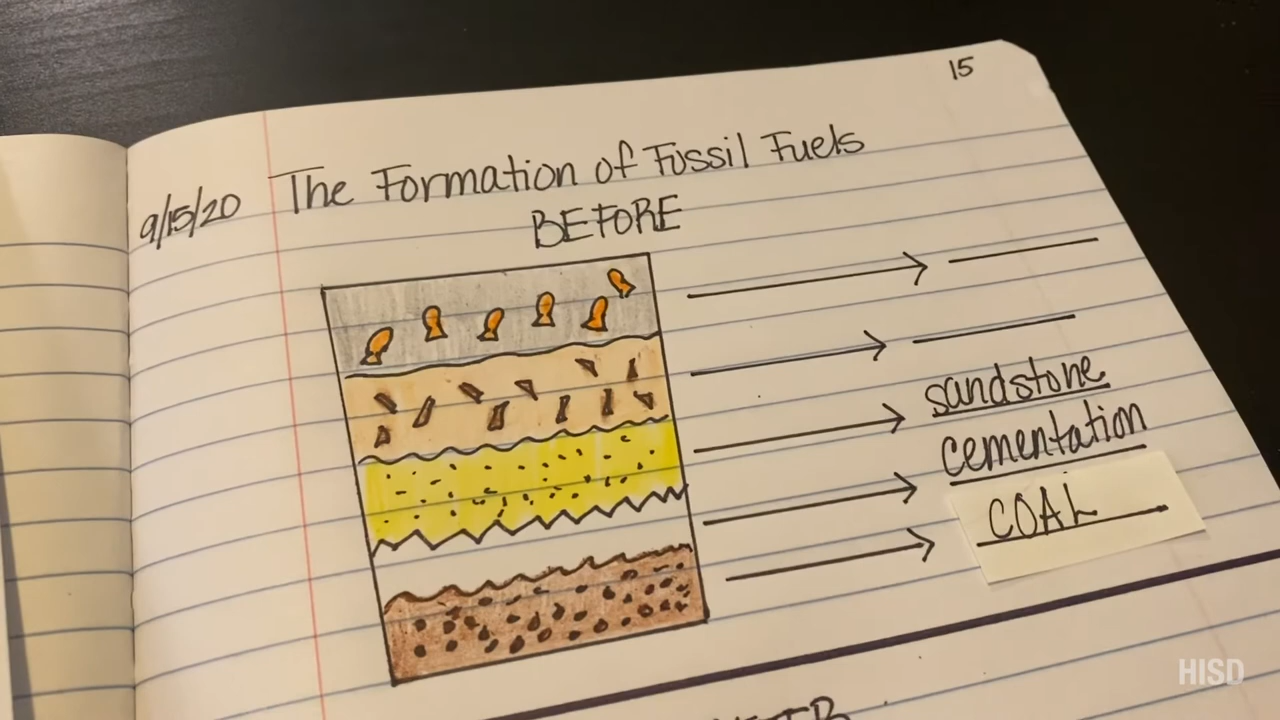 15
9/15/20
The Formation of Fossil Fuels
BEFORE
sandstone
cementation
COAL
HISD